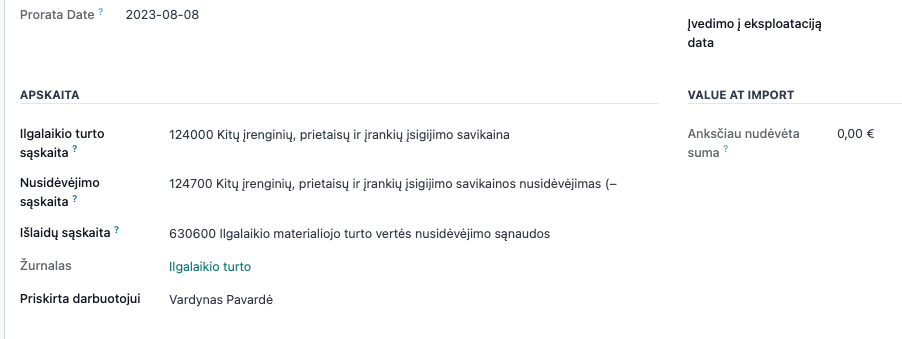 Prorata Date ? 2023-08-08
Įvedimo į eksploataciją
data
APSKAITA
VALUE AT IMPORT
Ilgalaikio turto
sąskaita ?
124000 Kitų įrenginių, prietaisų ir įrankių įsigijimo savikaina
Anksčiau nudėvėta
suma ?
0,00 €
Nusidėvėjimo
sąskaita ?
124700 Kitų įrenginių, prietaisų ir įrankių įsigijimo savikainos nusidėvėjimas (–
Išlaidų sąskaita ? 630600 Ilgalaikio materialiojo turto vertės nusidėvėjimo sąnaudos
Žurnalas Ilgalaikio turto
Priskirta darbuotojui Vardynas Pavardė